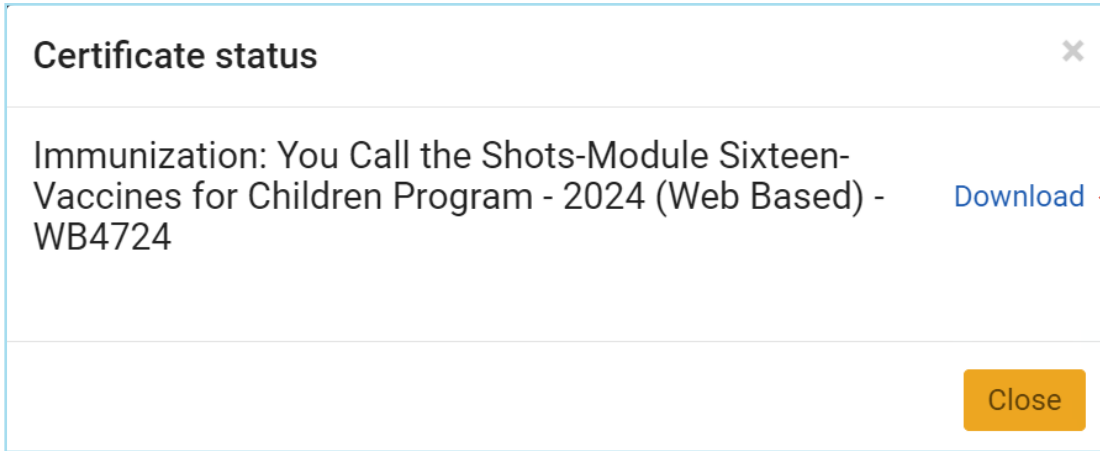 Certificate status
×
Immunization: You Call the Shots-Module Sixteen-
Vaccines for Children Program - 2024 (Web Based) -
WB4724
Download -
Close